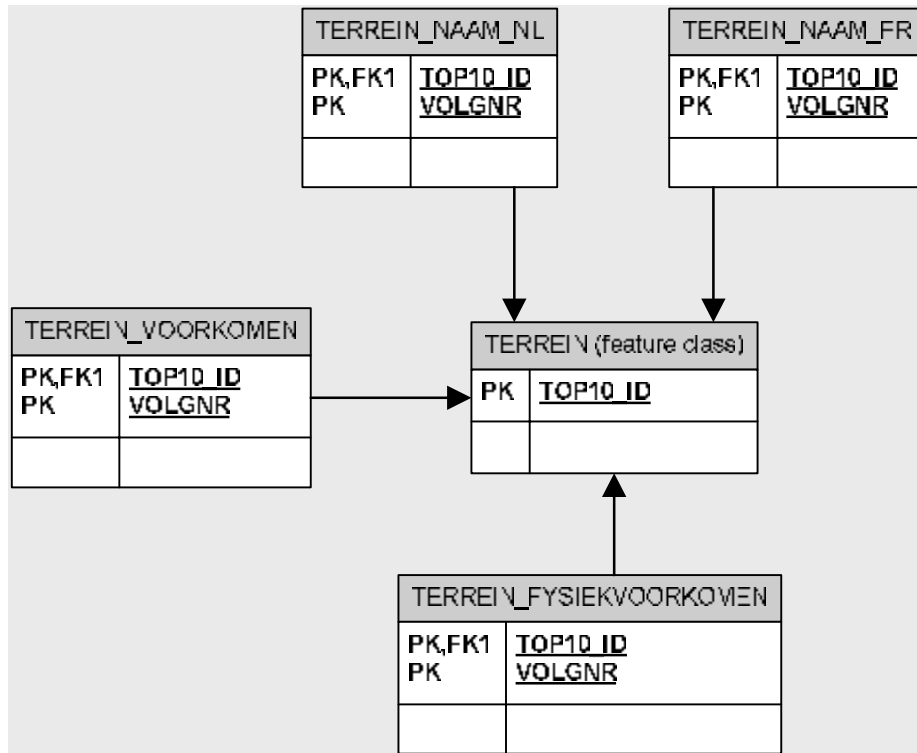 TERREIN_NAAM_NL
PK,FK1 TOP10_ID
PK VOLGNR
TERREIN_NAAM_FR
PK,FK1 TOP10_ID
PK VOLGNR
TERREIN_VOORKOMEN
PK,FK1 TOP10_ID
PK VOLGNR
TERREIN (feature class)
PK TOP10_ID
TERREIN_FYSIEKVOORKOMEN
PK,FK1 TOP10_ID
PK VOLGNR